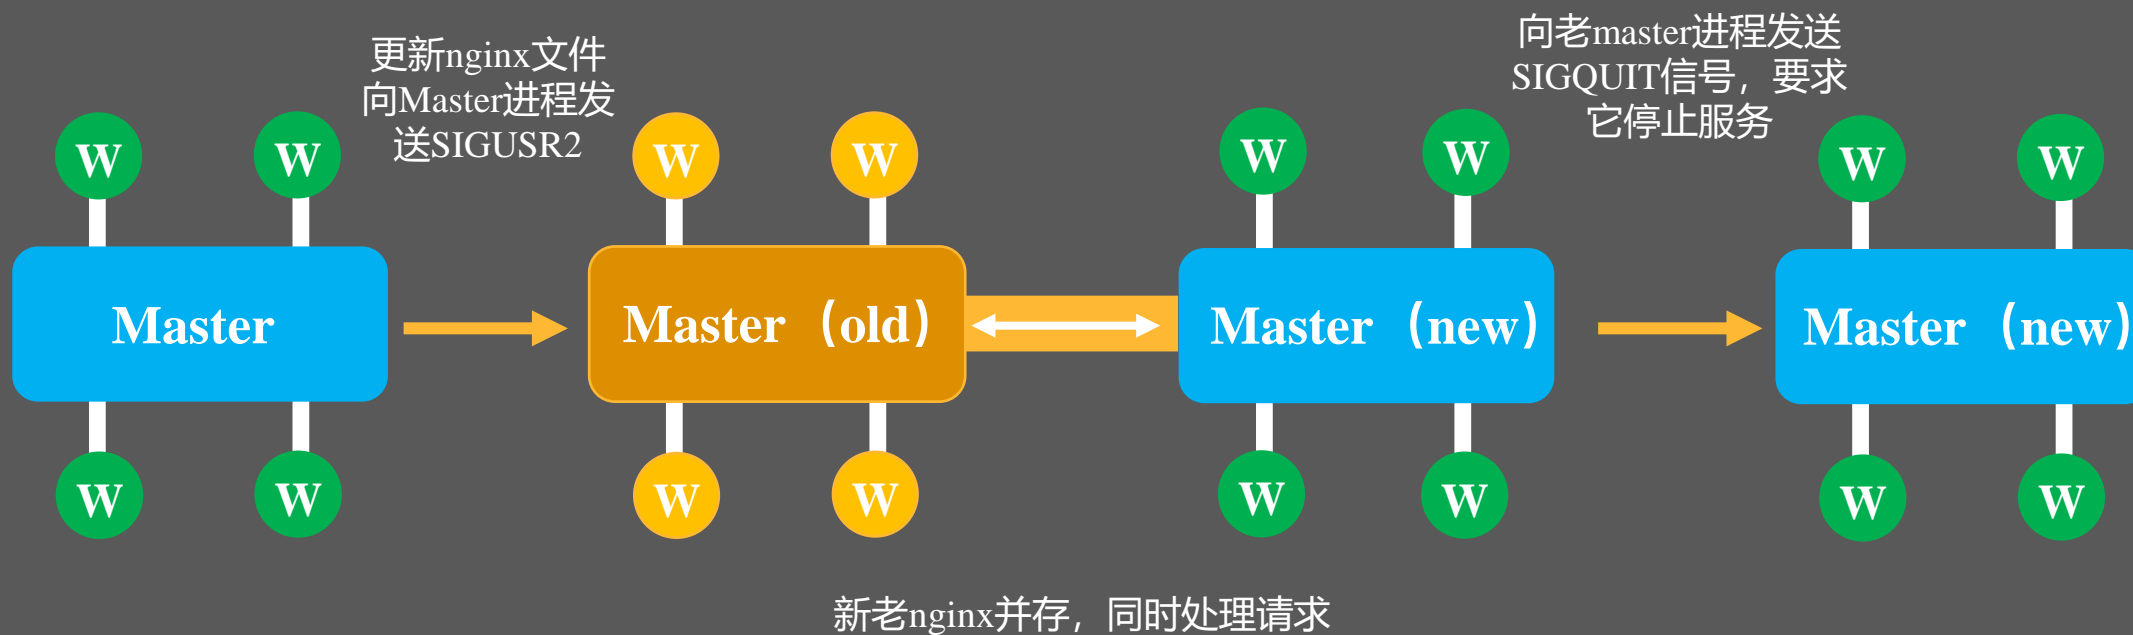 更新nginx文件
向Master进程发
送SIGUSR2
向老master进程发送
SIGQUIT信号，要求
它停止服务
W
W
W
W
W
W
W
W
Master
Master（old）
Master（new）
Master（new）
W
W
W
W
W
W
W
W
新老nginx并存，同时处理请求